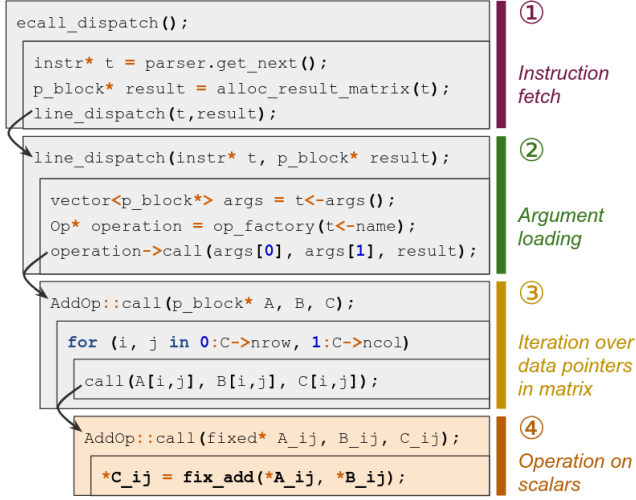 ecall_dispatch();
instr* t = parser.get_next();
p_block* result = alloc_result_matrix(t);
line_dispatch(t,result);
①
Instruction
fetch
line_dispatch(instr* t, p_block* result);
vector<p_block*> args = t<-args();
Op* operation = op_factory(t<-name);
operation->call(args[0], args[1], result);
②
Argument
loading
AddOp::call(p_block* A, B, C);
for (i, j in 0:C->nrow, 1:C->ncol)
call(A[i,j], B[i,j], C[i,j]);
③
Iteration over
data pointers
in matrix
AddOp::call(fixed* A_ij, B_ij, C_ij);
*C_ij = fix_add(*A_ij, *B_ij);
④
Operation on
scalars